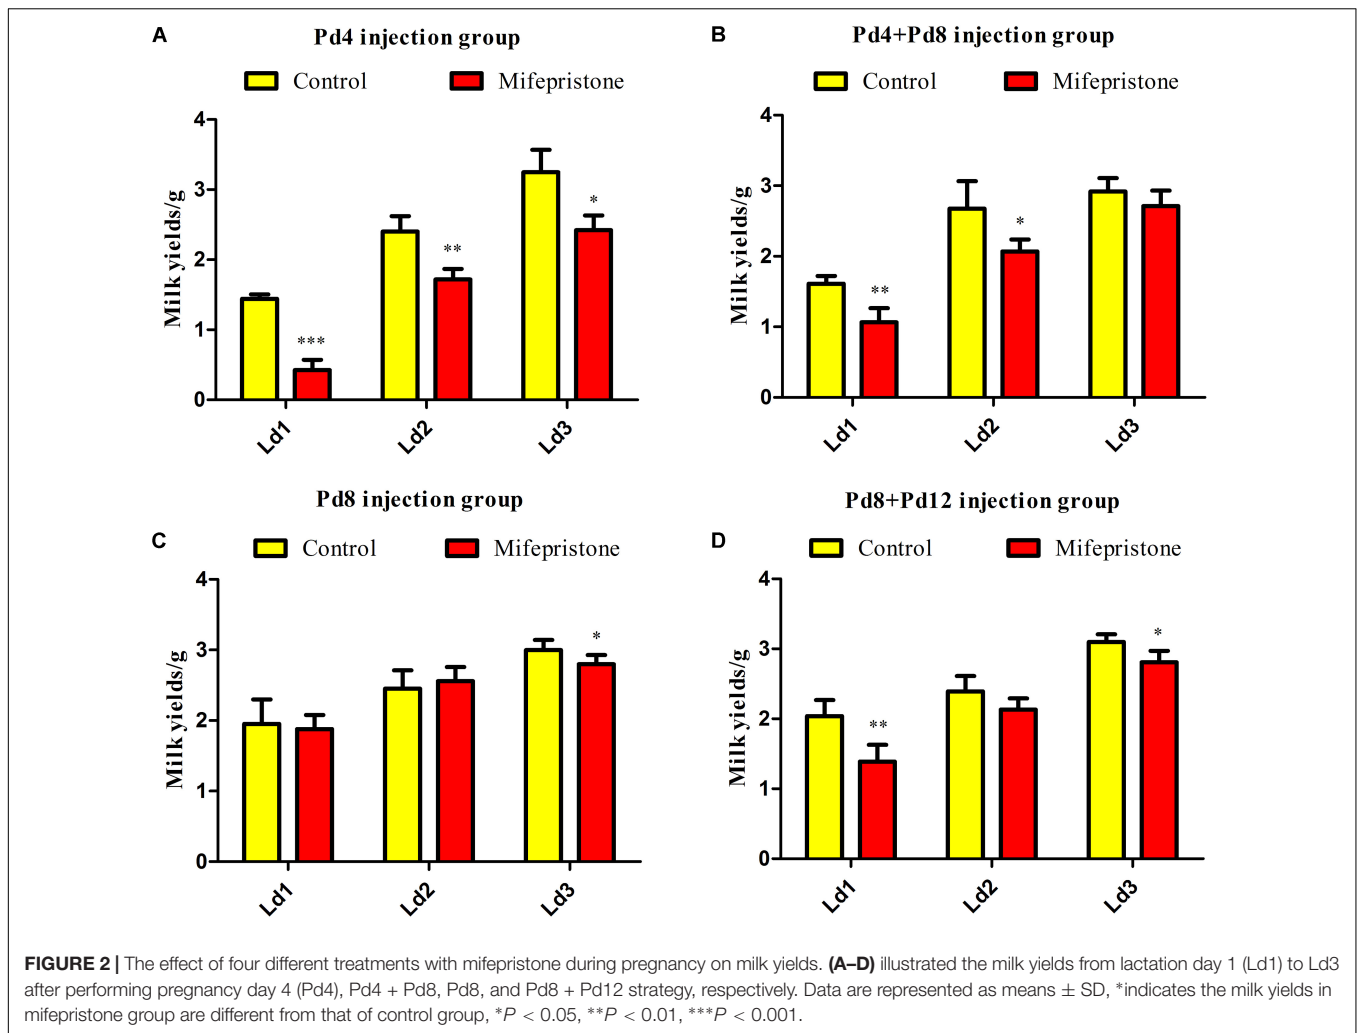 A
Pd4 injection group
Control
Mifepristone
4
3
2
1
0
Milk yields/g
***
**
*
Ld1
Ld2
Ld3
B
Pd4+Pd8 injection group
Control
Mifepristone
4
3
2
1
0
Milk yields/g
**
*
Ld1
Ld2
Ld3
C
Pd8 injection group
Control
Mifepristone
4
3
2
1
0
Milk yields/g
*
Ld1
Ld2
Ld3
D
Pd8+Pd12 injection group
Control
Mifepristone
4
3
2
1
0
Milk yields/g
**
*
Ld1
Ld2
Ld3
FIGURE 2 | The effect of four different treatments with mifepristone during pregnancy on milk yields. (A–D) illustrated the milk yields from lactation day 1 (Ld1) to Ld3
after performing pregnancy day 4 (Pd4), Pd4 + Pd8, Pd8, and Pd8 + Pd12 strategy, respectively. Data are represented as means ± SD, *indicates the milk yields in
mifepristone group are different from that of control group, *P < 0.05, **P < 0.01, ***P < 0.001.